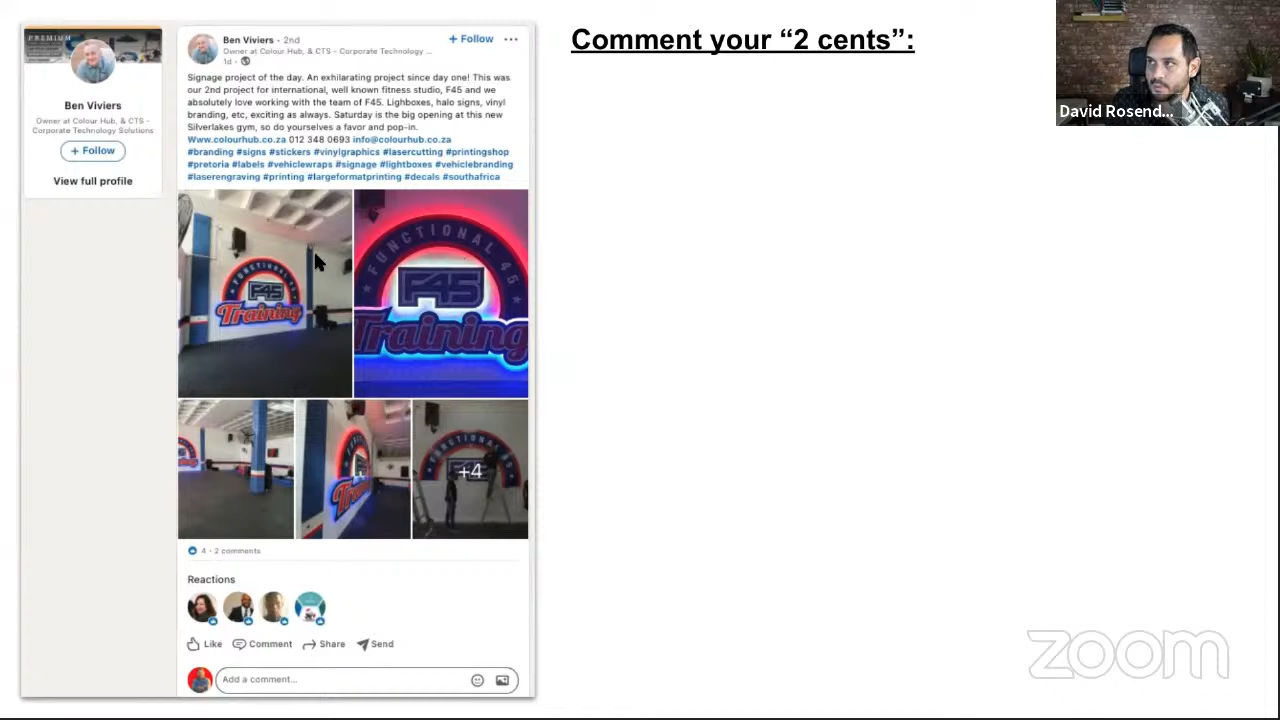 PREMIUM
Ben Viviers
Owner at Colour Hub, & CTS -
Corporate Technology Solutions
+ Follow
View full profile
Ben Viviers · 2nd
Owner at Colour Hub, & CTS - Corporate Technology ...
1d ·
+ Follow
Signage project of the day. An exhilarating project since day one! This was
our 2nd project for international, well known fitness studio, F45 and we
absolutely love working with the team of F45. Lighboxes, halo signs, vinyl
branding, etc, exciting as always. Saturday is the big opening at this new
Silverlakes gym, so do yourselves a favor and pop-in.
Www.colourhub.co.za 012 348 0693 info@colourhub.co.za
#branding #signs #stickers #vinylgraphics #lasercutting #printingshop
#pretoria #labels #vehiclewraps #signage #lightboxes #vehiclebranding
#laserengraving #printing #largeformatprinting #decals #southafrica
FUNCTIONAL 45
F45
Training
FUNCTIONAL 45
F45
Training
+4
4 · 2 comments
Reactions
Like Comment Share Send
Add a comment...
Comment your “2 cents”:
David Rosend...
zoom